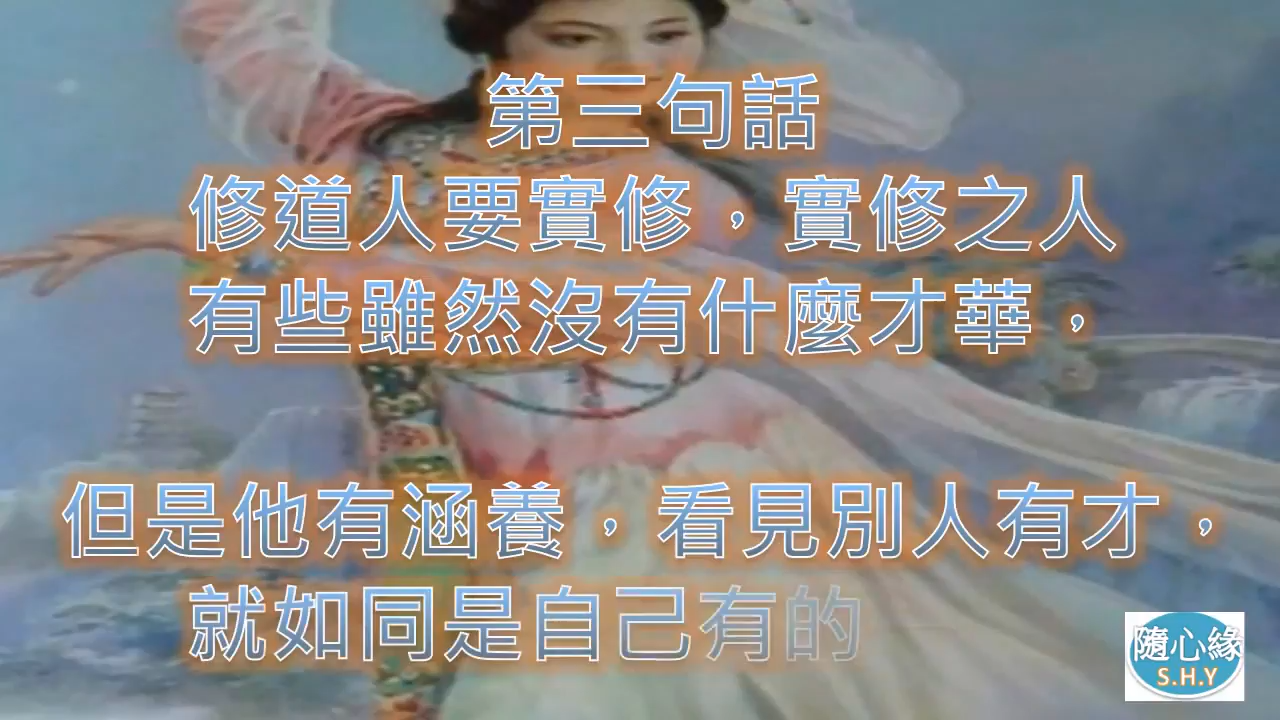 第三句話
修道人要實修，實修之人
有些雖然沒有什麼才華，
但是他有涵養，看見別人有才，
就如同是自己有的
隨心緣
S.H.Y